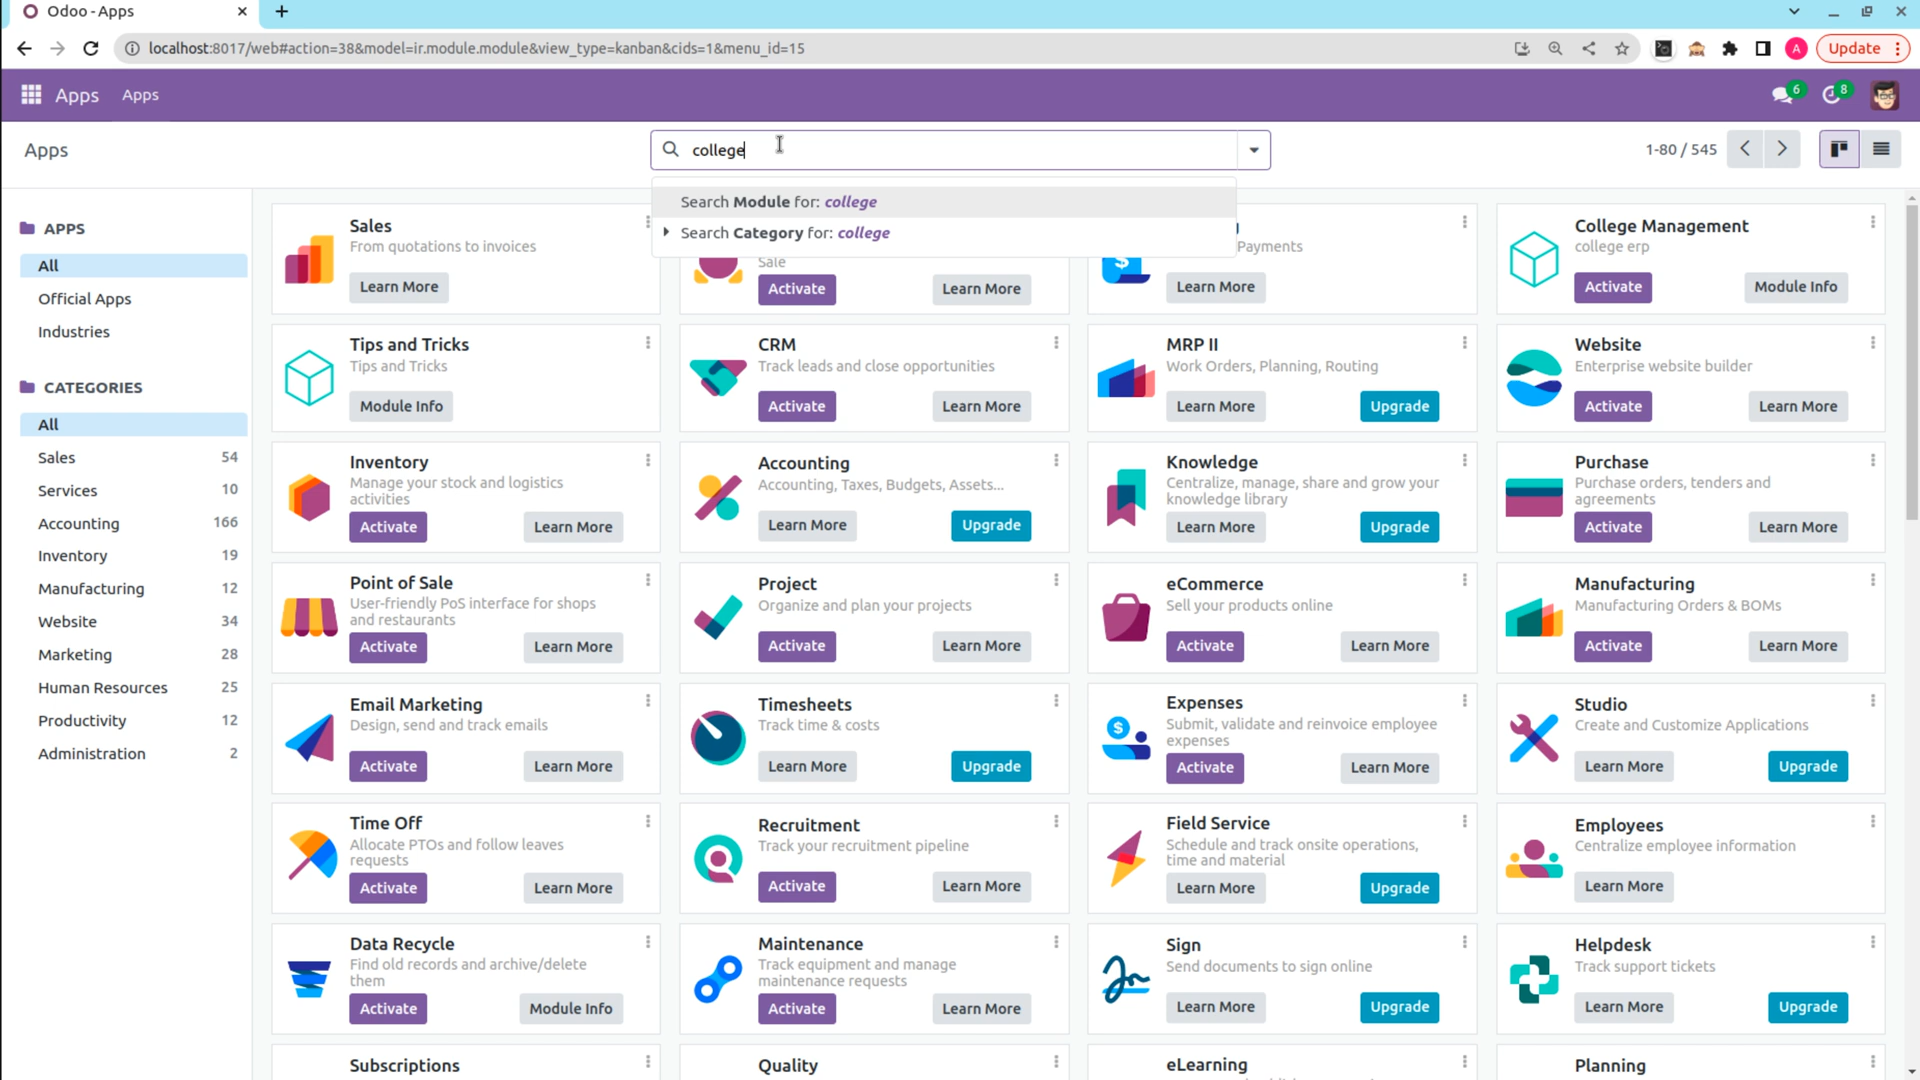 Odoo - Apps
localhost:8017/web#action=38&model=ir.module.module&view_type=kanban&cids=1&menu_id=15
A
Update
Apps
Apps
6
8
Apps
college
1-80 / 545
Search Module for: college
Search Category for: college
APPS
All
Official Apps
Industries
CATEGORIES
All
Sales 54
Services 10
Accounting 166
Inventory 19
Manufacturing 12
Website 34
Marketing 28
Human Resources 25
Productivity 12
Administration 2
Sales
From quotations to invoices
Learn More
Sale
Activate
Learn More
Payments
Learn More
College Management
college erp
Activate
Module Info
Tips and Tricks
Tips and Tricks
Module Info
CRM
Track leads and close opportunities
Activate
Learn More
MRP II
Work Orders, Planning, Routing
Learn More
Upgrade
Website
Enterprise website builder
Activate
Learn More
Inventory
Manage your stock and logistics
activities
Activate
Learn More
Accounting
Accounting, Taxes, Budgets, Assets...
Learn More
Upgrade
Knowledge
Centralize, manage, share and grow your
knowledge library
Learn More
Upgrade
Purchase
Purchase orders, tenders and
agreements
Activate
Learn More
Point of Sale
User-friendly PoS interface for shops
and restaurants
Activate
Learn More
Project
Organize and plan your projects
Activate
Learn More
eCommerce
Sell your products online
Activate
Learn More
Manufacturing
Manufacturing Orders & BOMs
Activate
Learn More
Email Marketing
Design, send and track emails
Activate
Learn More
Timesheets
Track time & costs
Learn More
Upgrade
Expenses
Submit, validate and reinvoice employee
expenses
Activate
Learn More
Studio
Create and Customize Applications
Learn More
Upgrade
Time Off
Allocate PTOs and follow leaves
requests
Activate
Learn More
Recruitment
Track your recruitment pipeline
Activate
Learn More
Field Service
Schedule and track onsite operations,
time and material
Learn More
Upgrade
Employees
Centralize employee information
Learn More
Data Recycle
Find old records and archive/delete
them
Activate
Module Info
Maintenance
Track equipment and manage
maintenance requests
Activate
Learn More
Sign
Send documents to sign online
Learn More
Upgrade
Helpdesk
Track support tickets
Learn More
Upgrade
Subscriptions
Quality
eLearning
Planning